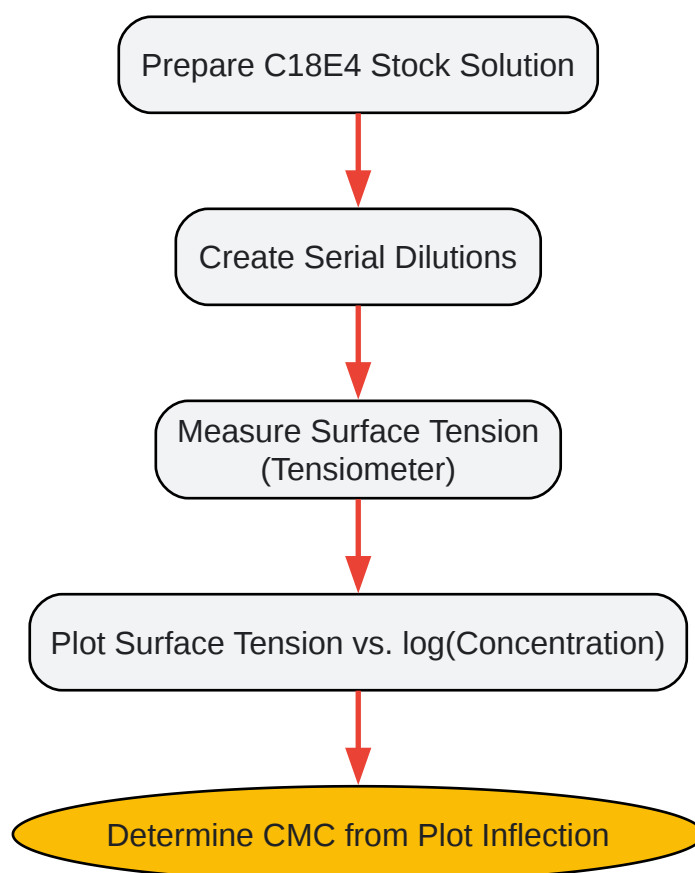 Prepare C18E4 Stock Solution
Create Serial Dilutions
Measure Surface Tension
(Tensiometer)
Plot Surface Tension vs. log(Concentration)
Determine CMC from Plot Inflection